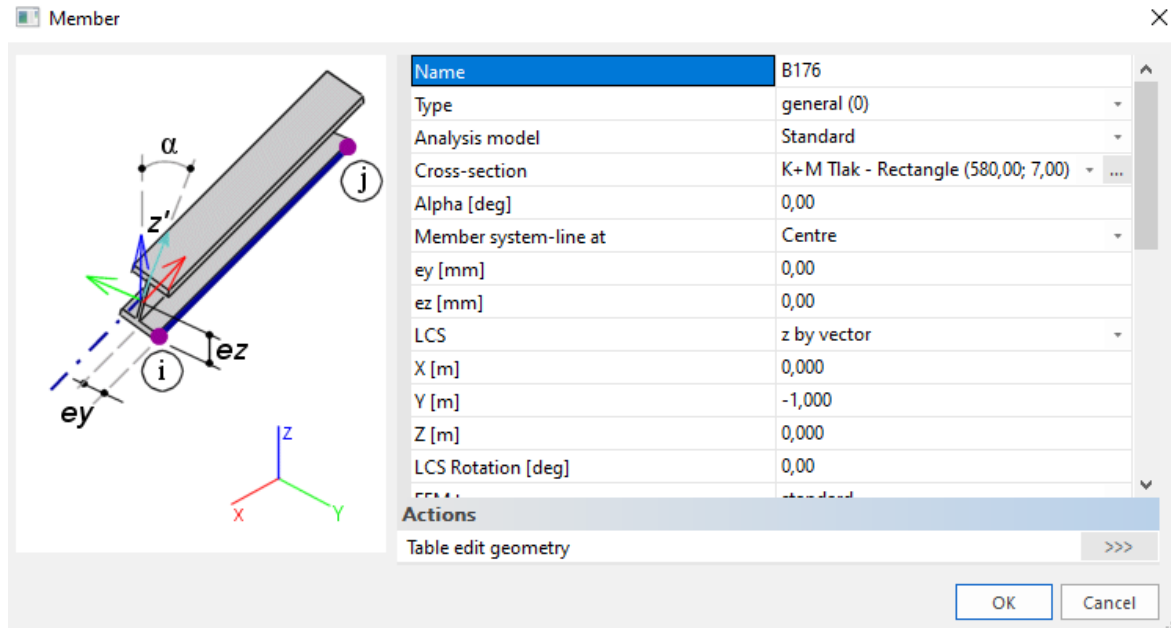 Member
Name B176
Type general (0)
Analysis model Standard
Cross-section K+M Tlak - Rectangle (580,00; 7,00) ...
Alpha [deg] 0,00
Member system-line at Centre
ey [mm] 0,00
ez [mm] 0,00
LCS z by vector
X [m] 0,000
Y [m] -1,000
Z [m] 0,000
LCS Rotation [deg] 0,00
Actions
Table edit geometry >>>
OK Cancel
α
j
z'
ez
i
ey
Z
X
Y